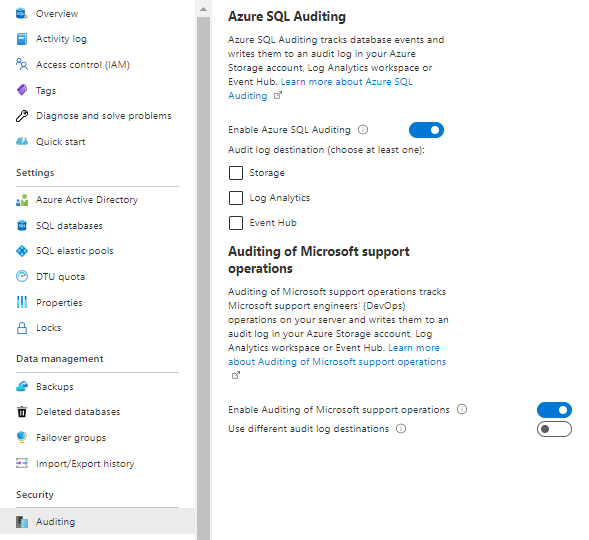 Overview
Activity log
Access control (IAM)
Tags
Diagnose and solve problems
Quick start
Settings
Azure Active Directory
SQL databases
SQL elastic pools
DTU quota
Properties
Locks
Data management
Backups
Deleted databases
Failover groups
Import/Export history
Security
Auditing
Azure SQL Auditing
Azure SQL Auditing tracks database events and
writes them to an audit log in your Azure
Storage account, Log Analytics workspace or
Event Hub. Learn more about Azure SQL
Auditing
Enable Azure SQL Auditing
Audit log destination (choose at least one):
Storage
Log Analytics
Event Hub
Auditing of Microsoft support
operations
Auditing of Microsoft support operations tracks
Microsoft support engineers' (DevOps)
operations on your server and writes them to an
audit log in your Azure Storage account, Log
Analytics workspace or Event Hub. Learn more
about Auditing of Microsoft support operations
Enable Auditing of Microsoft support operations
Use different audit log destinations